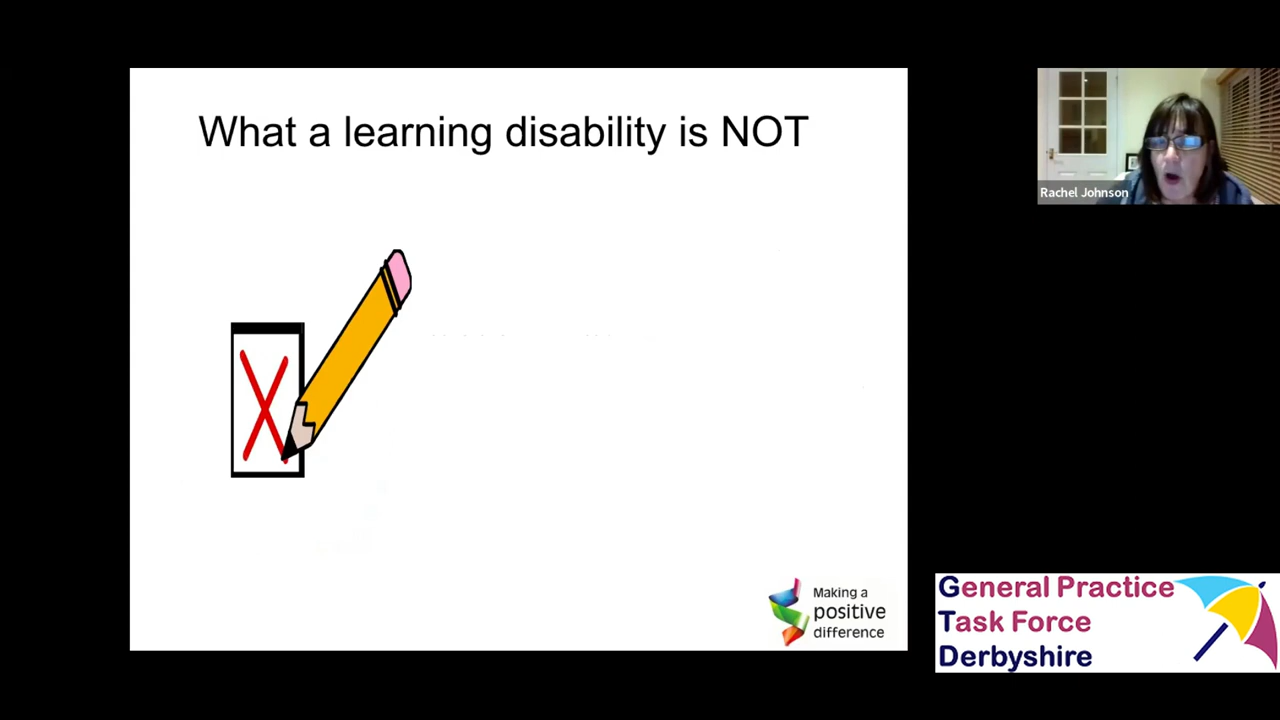 What a learning disability is NOT
Rachel Johnson
Making a
positive
difference
General Practice
Task Force
Derbyshire